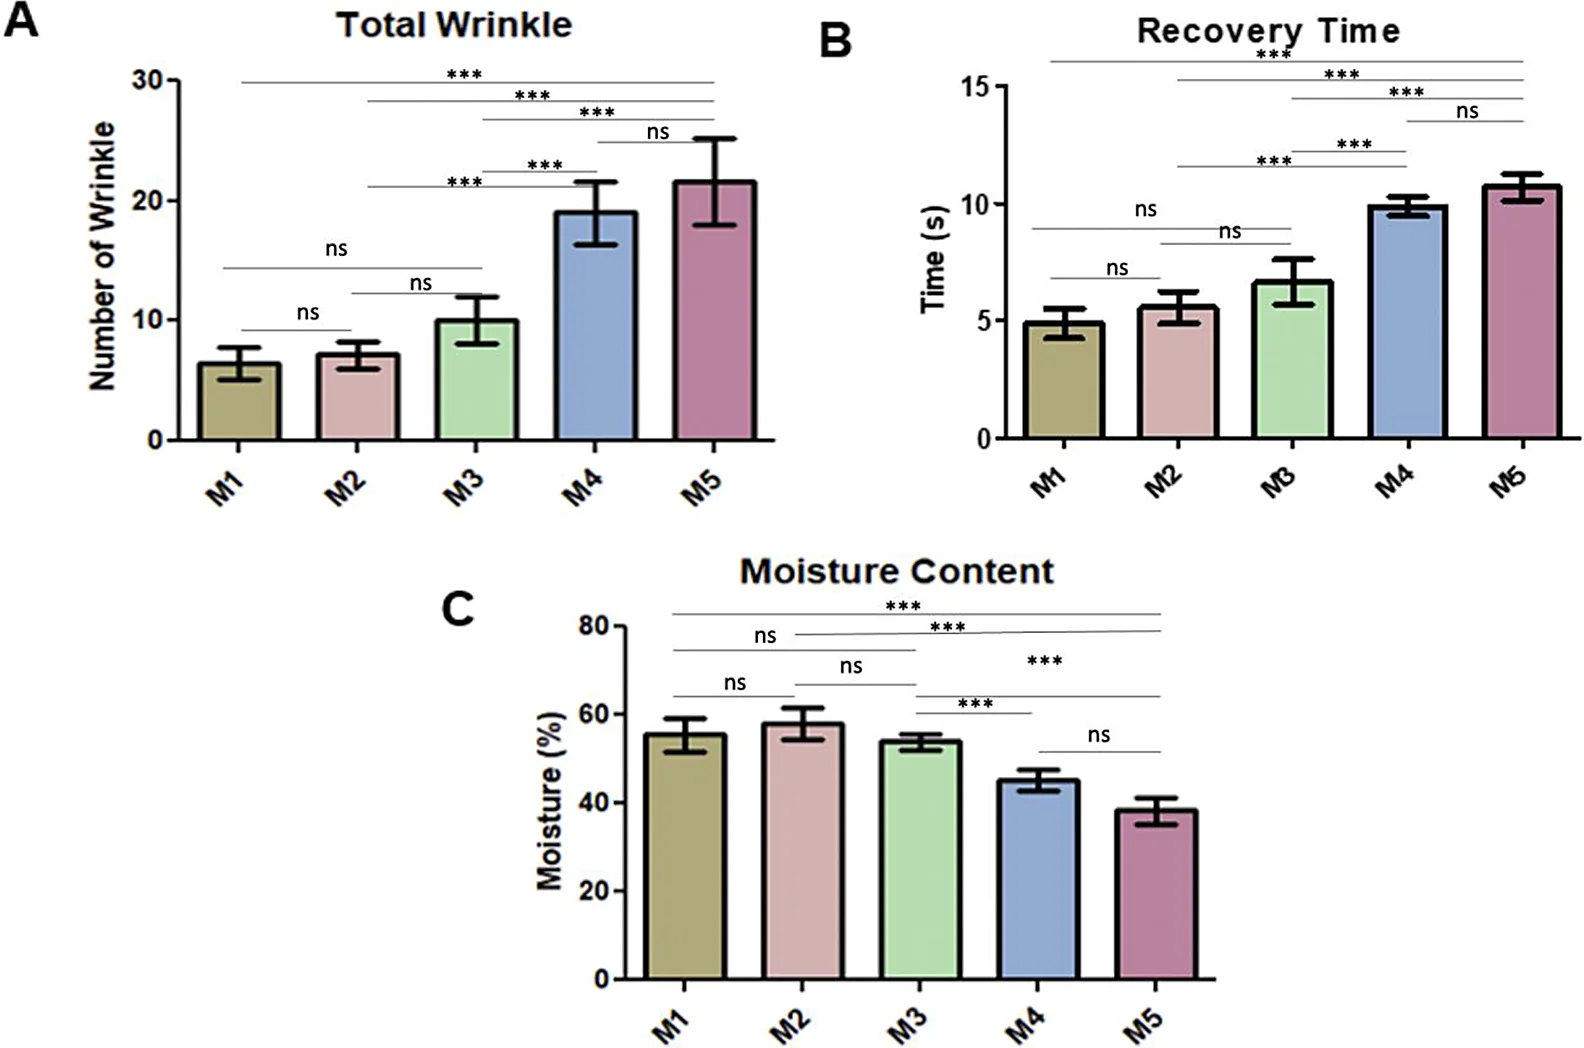 A
Total Wrinkle
Number of Wrinkle
30
20
10
0
***
***
***
ns
***
***
ns
ns
ns
M1 M2 M3 M4 M5
B
Recovery Time
Time (s)
15
10
5
0
***
***
***
ns
***
***
ns
ns
ns
M1 M2 M3 M4 M5
C
Moisture Content
Moisture (%)
80
60
40
20
0
***
***
ns
***
ns
ns
***
ns
M1 M2 M3 M4 M5